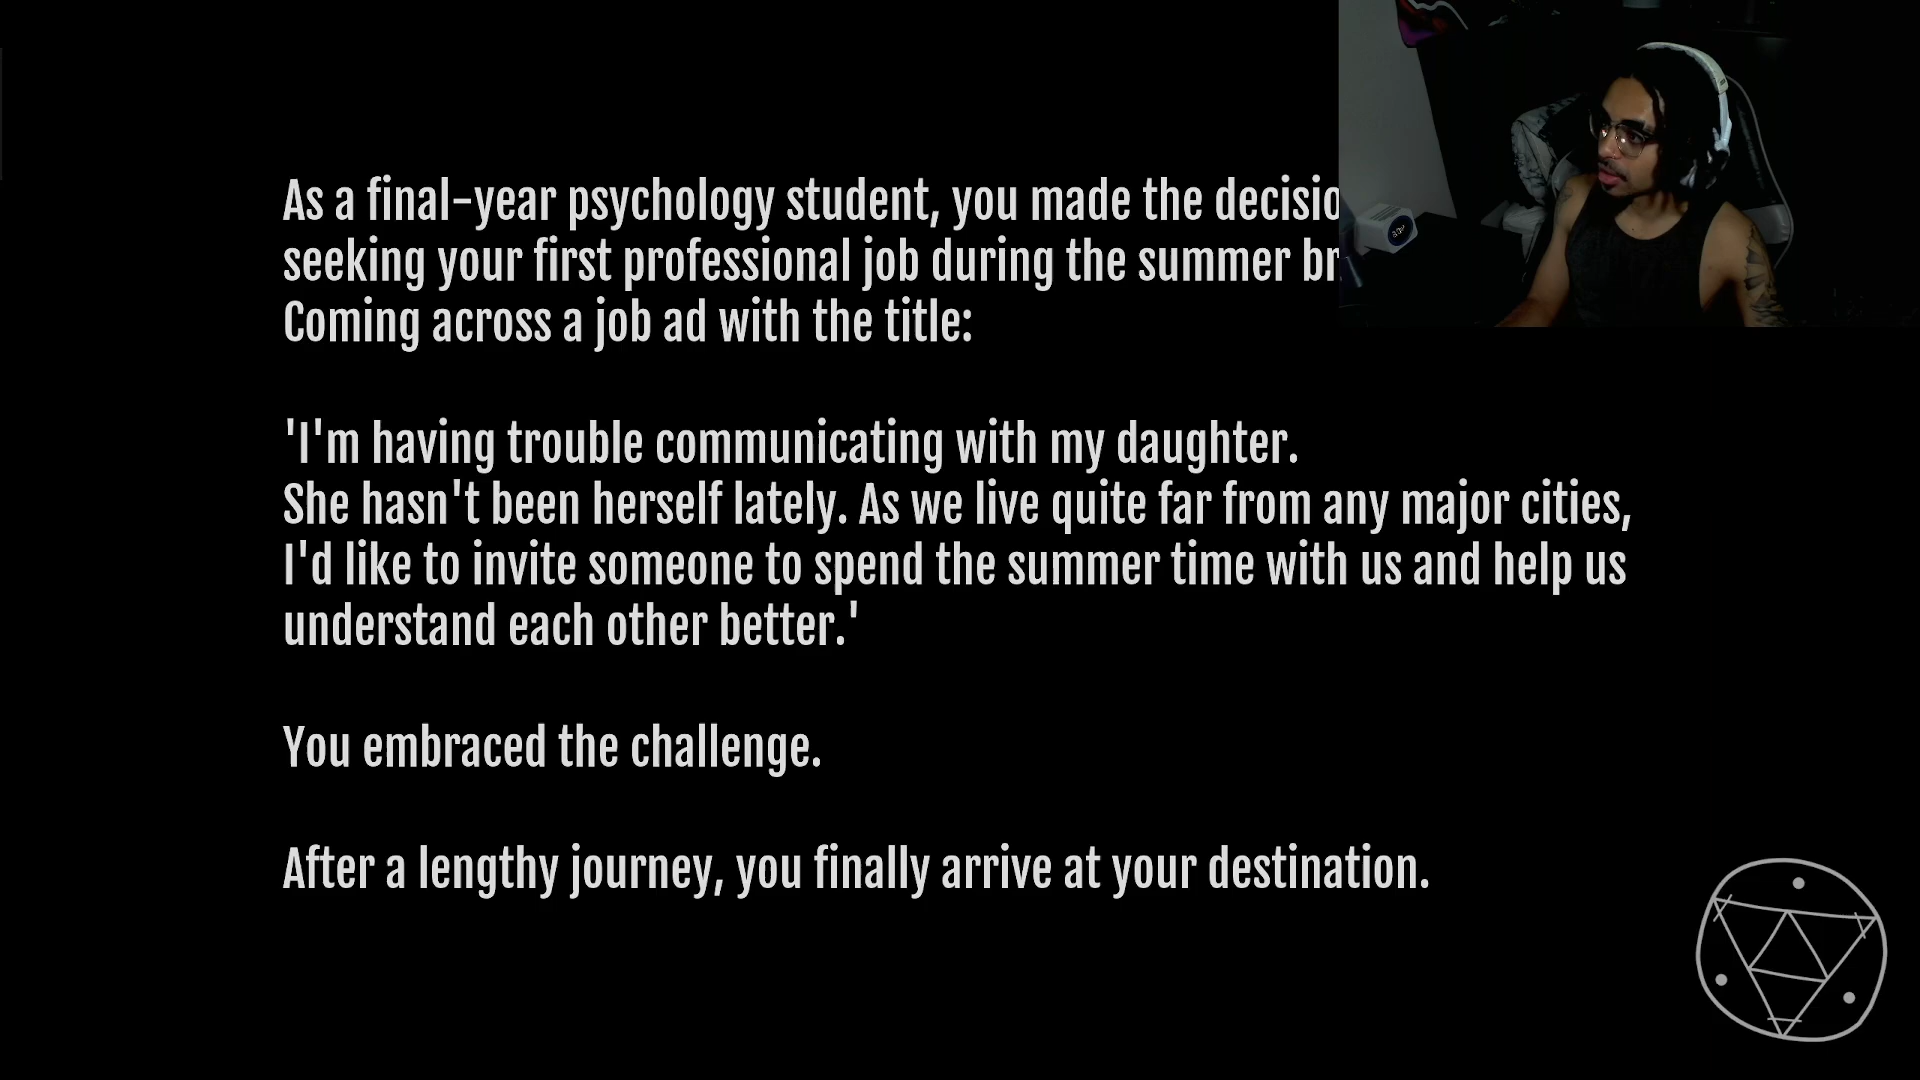 As a final-year psychology student, you made the
seeking your first professional job during the summer
Coming across a job ad with the title:
'I'm having trouble communicating with my daughter.
She hasn't been herself lately. As we live quite far from any major cities,
I'd like to invite someone to spend the summer time with us and help us
understand each other better.'
You embraced the challenge.
After a lengthy journey, you finally arrive at your destination.